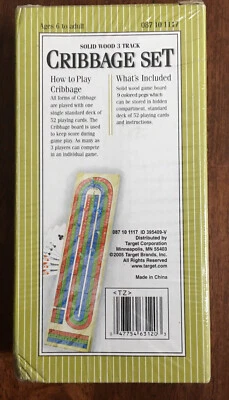 Ages 6 to adult
087 10 1117
SOLID WOOD 3 TRACK
CRIBBAGE SET
How to Play
Cribbage
All forms of Cribbage
are played with one
single standard deck of
52 playing cards. The
Cribbage board is used
to keep score during
game play. As many as
3 players can compete
in an individual game.
What's Included
Solid wood game board
9 colored pegs which
can be stored in hidden
compartment, standard
deck of 52 playing cards
and instructions.
087 10 1117 ID 395409-V
Distributed by
Target Corporation
Minneapolis, MN 55403
©2005 Target Brands, Inc.
All Rights Reserved
www.target.com
Made in China
<TZ>
0 47754 63120 3